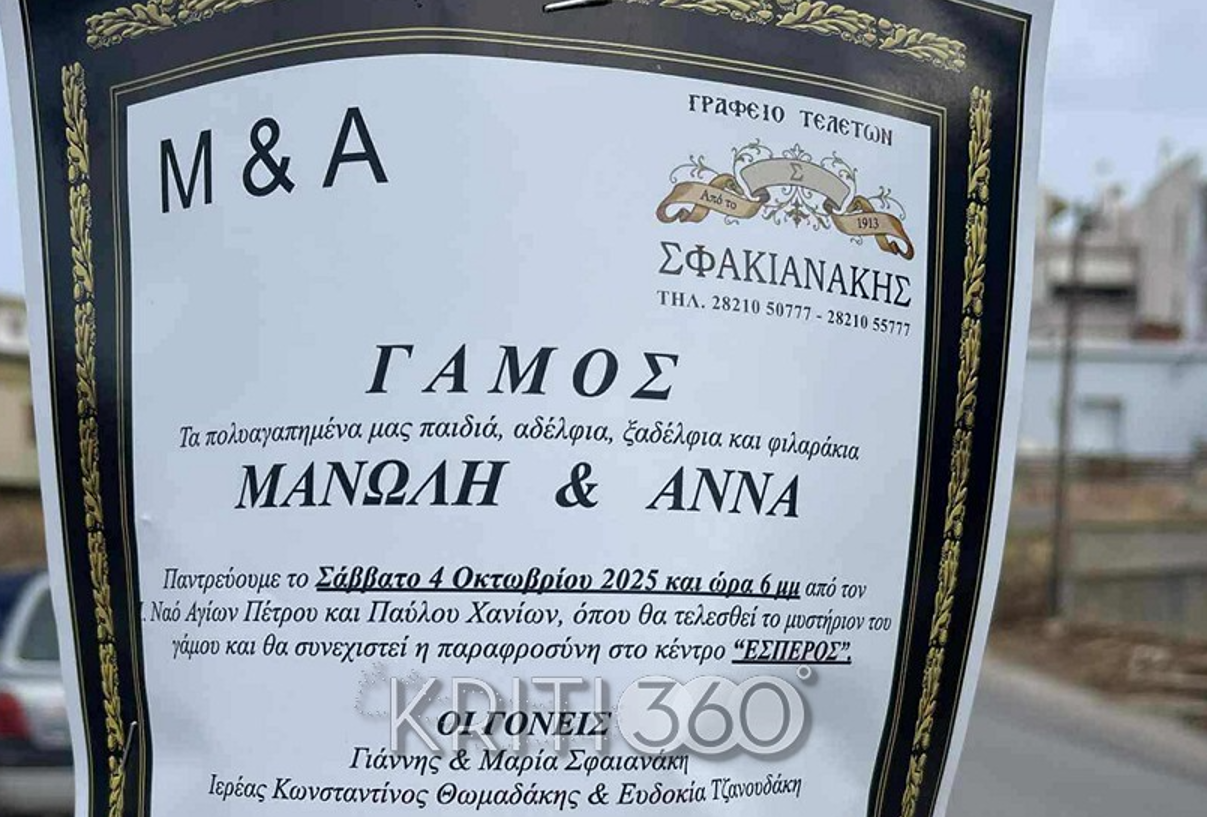 Μ & Α
ΓΡΑΦΕΙΟ ΤΕΛΕΤΩΝ
Σ
Από το
1913
ΣΦΑΚΙΑΝΑΚΗΣ
ΤΗΛ. 28210 50777 - 28210 55777
ΓΑΜΟΣ
Τα πολυαγαπημένα μας παιδιά, αδέλφια, ξαδέλφια και φιλαράκια
ΜΑΝΩΛΗ & ΑΝΝΑ
Παντρεύουμε το Σάββατο 4 Οκτωβρίου 2025 και ώρα 6 μμ από τον
Ι. Ναό Αγίων Πέτρου και Παύλου Χανίων, όπου θα τελεσθεί το μυστήριον του
γάμου και θα συνεχιστεί η παραφροσύνη στο κέντρο “ΕΣΠΕΡΟΣ”.
KRITI 360°
ΟΙ ΓΟΝΕΙΣ
Γιάννης & Μαρία Σφαιανάκη
Ιερέας Κωνσταντίνος Θωμαδάκης & Ευδοκία Τζανουδάκη